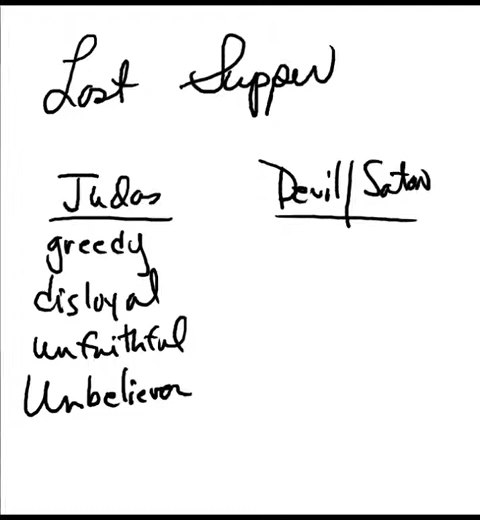 Last Supper
Judas
greedy
disloyal
unfaithful
Unbeliever
Devil/Satan